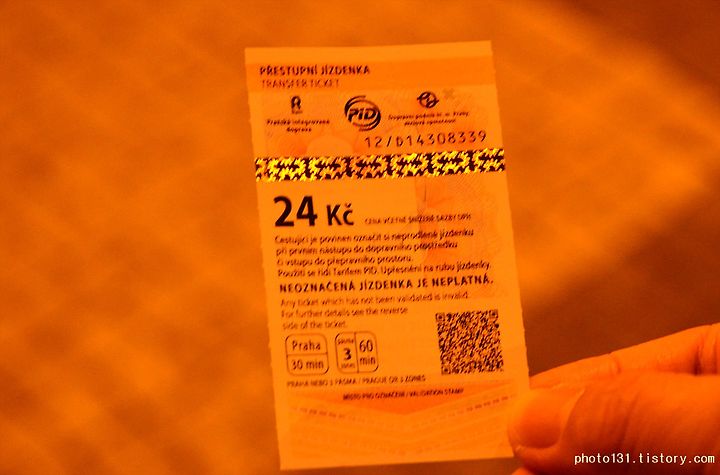 PŘESTUPNÍ JÍZDENKA
TRANSFER TICKET
PID
Pražská integrovaná doprava
Dopravní podnik hl. m. Prahy
akciová společnost
12/D14308339
24 Kč CENA VČETNĚ SNÍŽENÉ SAZBY DPH
Cestující je povinen označit si neprodleně jízdenku
při prvním nástupu do dopravního prostředku
či vstupu do přepravního prostoru.
Použití se řídí Tarifem PID. Upřesnění na rubu jízdenky.
NEOZNAČENÁ JÍZDENKA JE NEPLATNÁ.
Any ticket which has not been validated is invalid.
For further details see the reverse
side of the ticket.
Praha
30 min
3
zones
60
min
PRAHA NEBO 3 PÁSMA / PRAGUE OR 3 ZONES
MÍSTO PRO OZNAČENÍ / VALIDATION STAMP
photo131.tistory.com